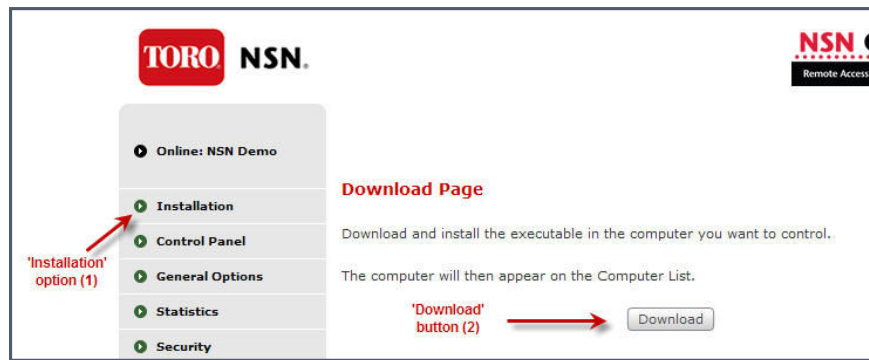 TORO NSN.
NSN
Remote Access
Online: NSN Demo
Installation
Control Panel
General Options
Statistics
Security
'Installation'
option (1)
Download Page
Download and install the executable in the computer you want to control.
The computer will then appear on the Computer List.
'Download'
button (2)
Download